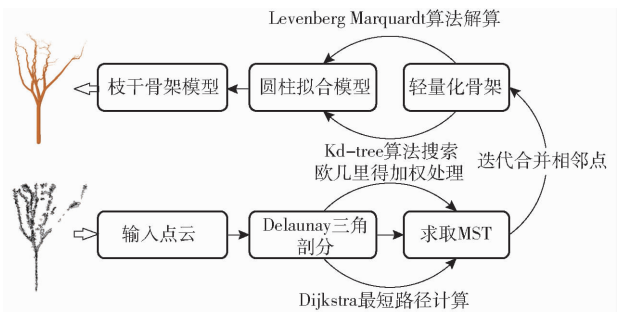 Levenberg Marquardt算法解算
枝干骨架模型
圆柱拟合模型
轻量化骨架
Kd-tree算法搜索
欧几里得加权处理
迭代合并相邻点
输入点云
Delaunay三角
剖分
求取MST
Dijkstra最短路径计算